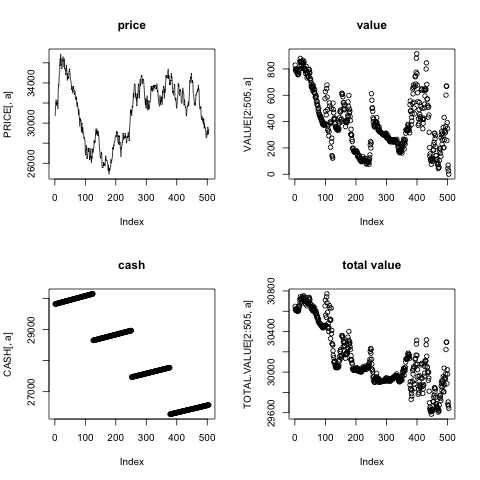 price
PRICE[, a]
26000 30000 34000
0 100 200 300 400 500
Index
value
VALUE[2:505, a]
0 200 400 600 800
0 100 200 300 400 500
Index
cash
CASH[, a]
27000 29000
0 100 200 300 400 500
Index
total value
TOTAL.VALUE[2:505, a]
29600 30000 30400 30800
0 100 200 300 400 500
Index